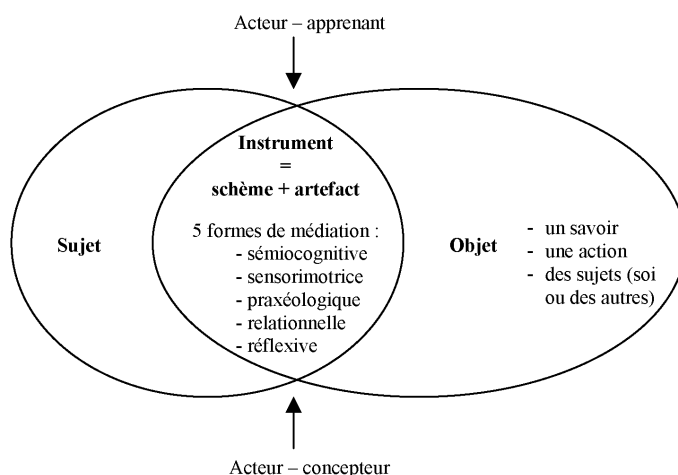 Acteur – apprenant
Instrument
=
schème + artefact
5 formes de médiation :
- sémiocognitive
- sensorimotrice
- praxéologique
- relationnelle
- réflexive
Sujet
Objet
- un savoir
- une action
- des sujets (soi
ou des autres)
Acteur – concepteur